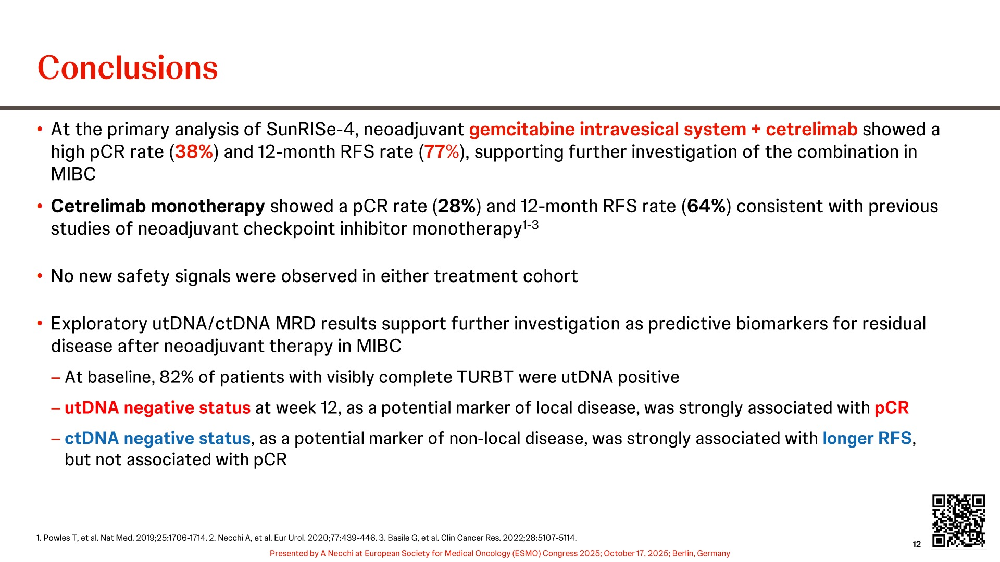 Conclusions
• At the primary analysis of SunRISe-4, neoadjuvant gemcitabine intravesical system + cetrelimab showed a
high pCR rate (38%) and 12-month RFS rate (77%), supporting further investigation of the combination in
MIBC
• Cetrelimab monotherapy showed a pCR rate (28%) and 12-month RFS rate (64%) consistent with previous
studies of neoadjuvant checkpoint inhibitor monotherapy1-3
• No new safety signals were observed in either treatment cohort
• Exploratory utDNA/ctDNA MRD results support further investigation as predictive biomarkers for residual
disease after neoadjuvant therapy in MIBC
– At baseline, 82% of patients with visibly complete TURBT were utDNA positive
– utDNA negative status at week 12, as a potential marker of local disease, was strongly associated with pCR
– ctDNA negative status, as a potential marker of non-local disease, was strongly associated with longer RFS,
but not associated with pCR
1. Powles T, et al. Nat Med. 2019;25:1706-1714. 2. Necchi A, et al. Eur Urol. 2020;77:439-446. 3. Basile G, et al. Clin Cancer Res. 2022;28:5107-5114.
12
Presented by A Necchi at European Society for Medical Oncology (ESMO) Congress 2025; October 17, 2025; Berlin, Germany